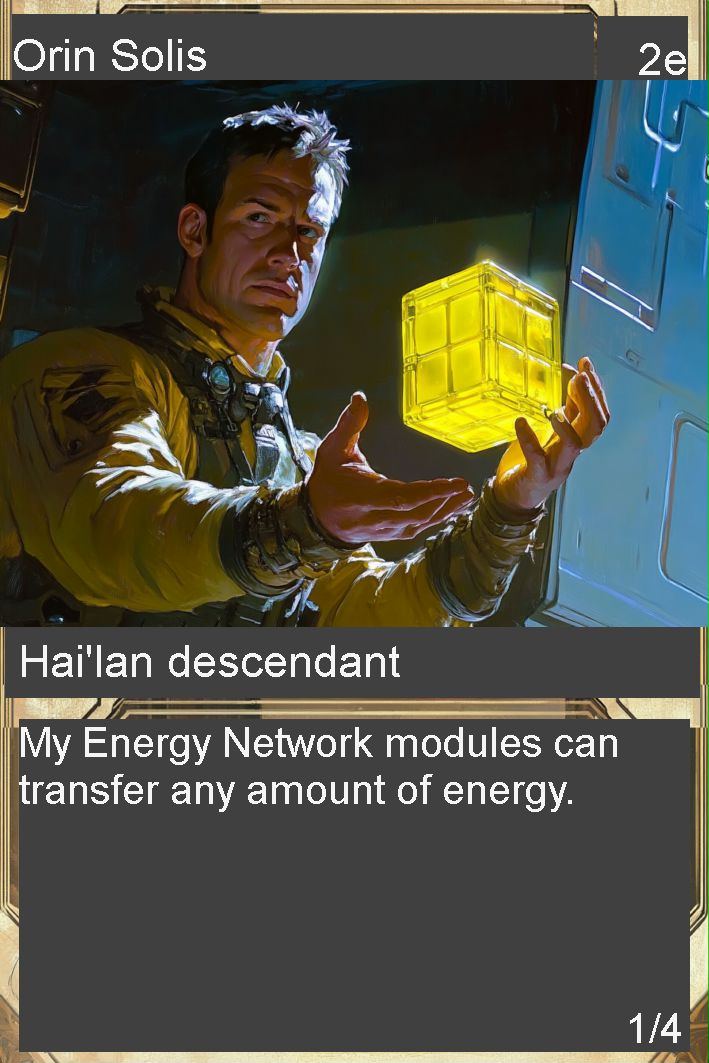 Orin Solis
2e
Hai'lan descendant
My Energy Network modules can
transfer any amount of energy.
1/4